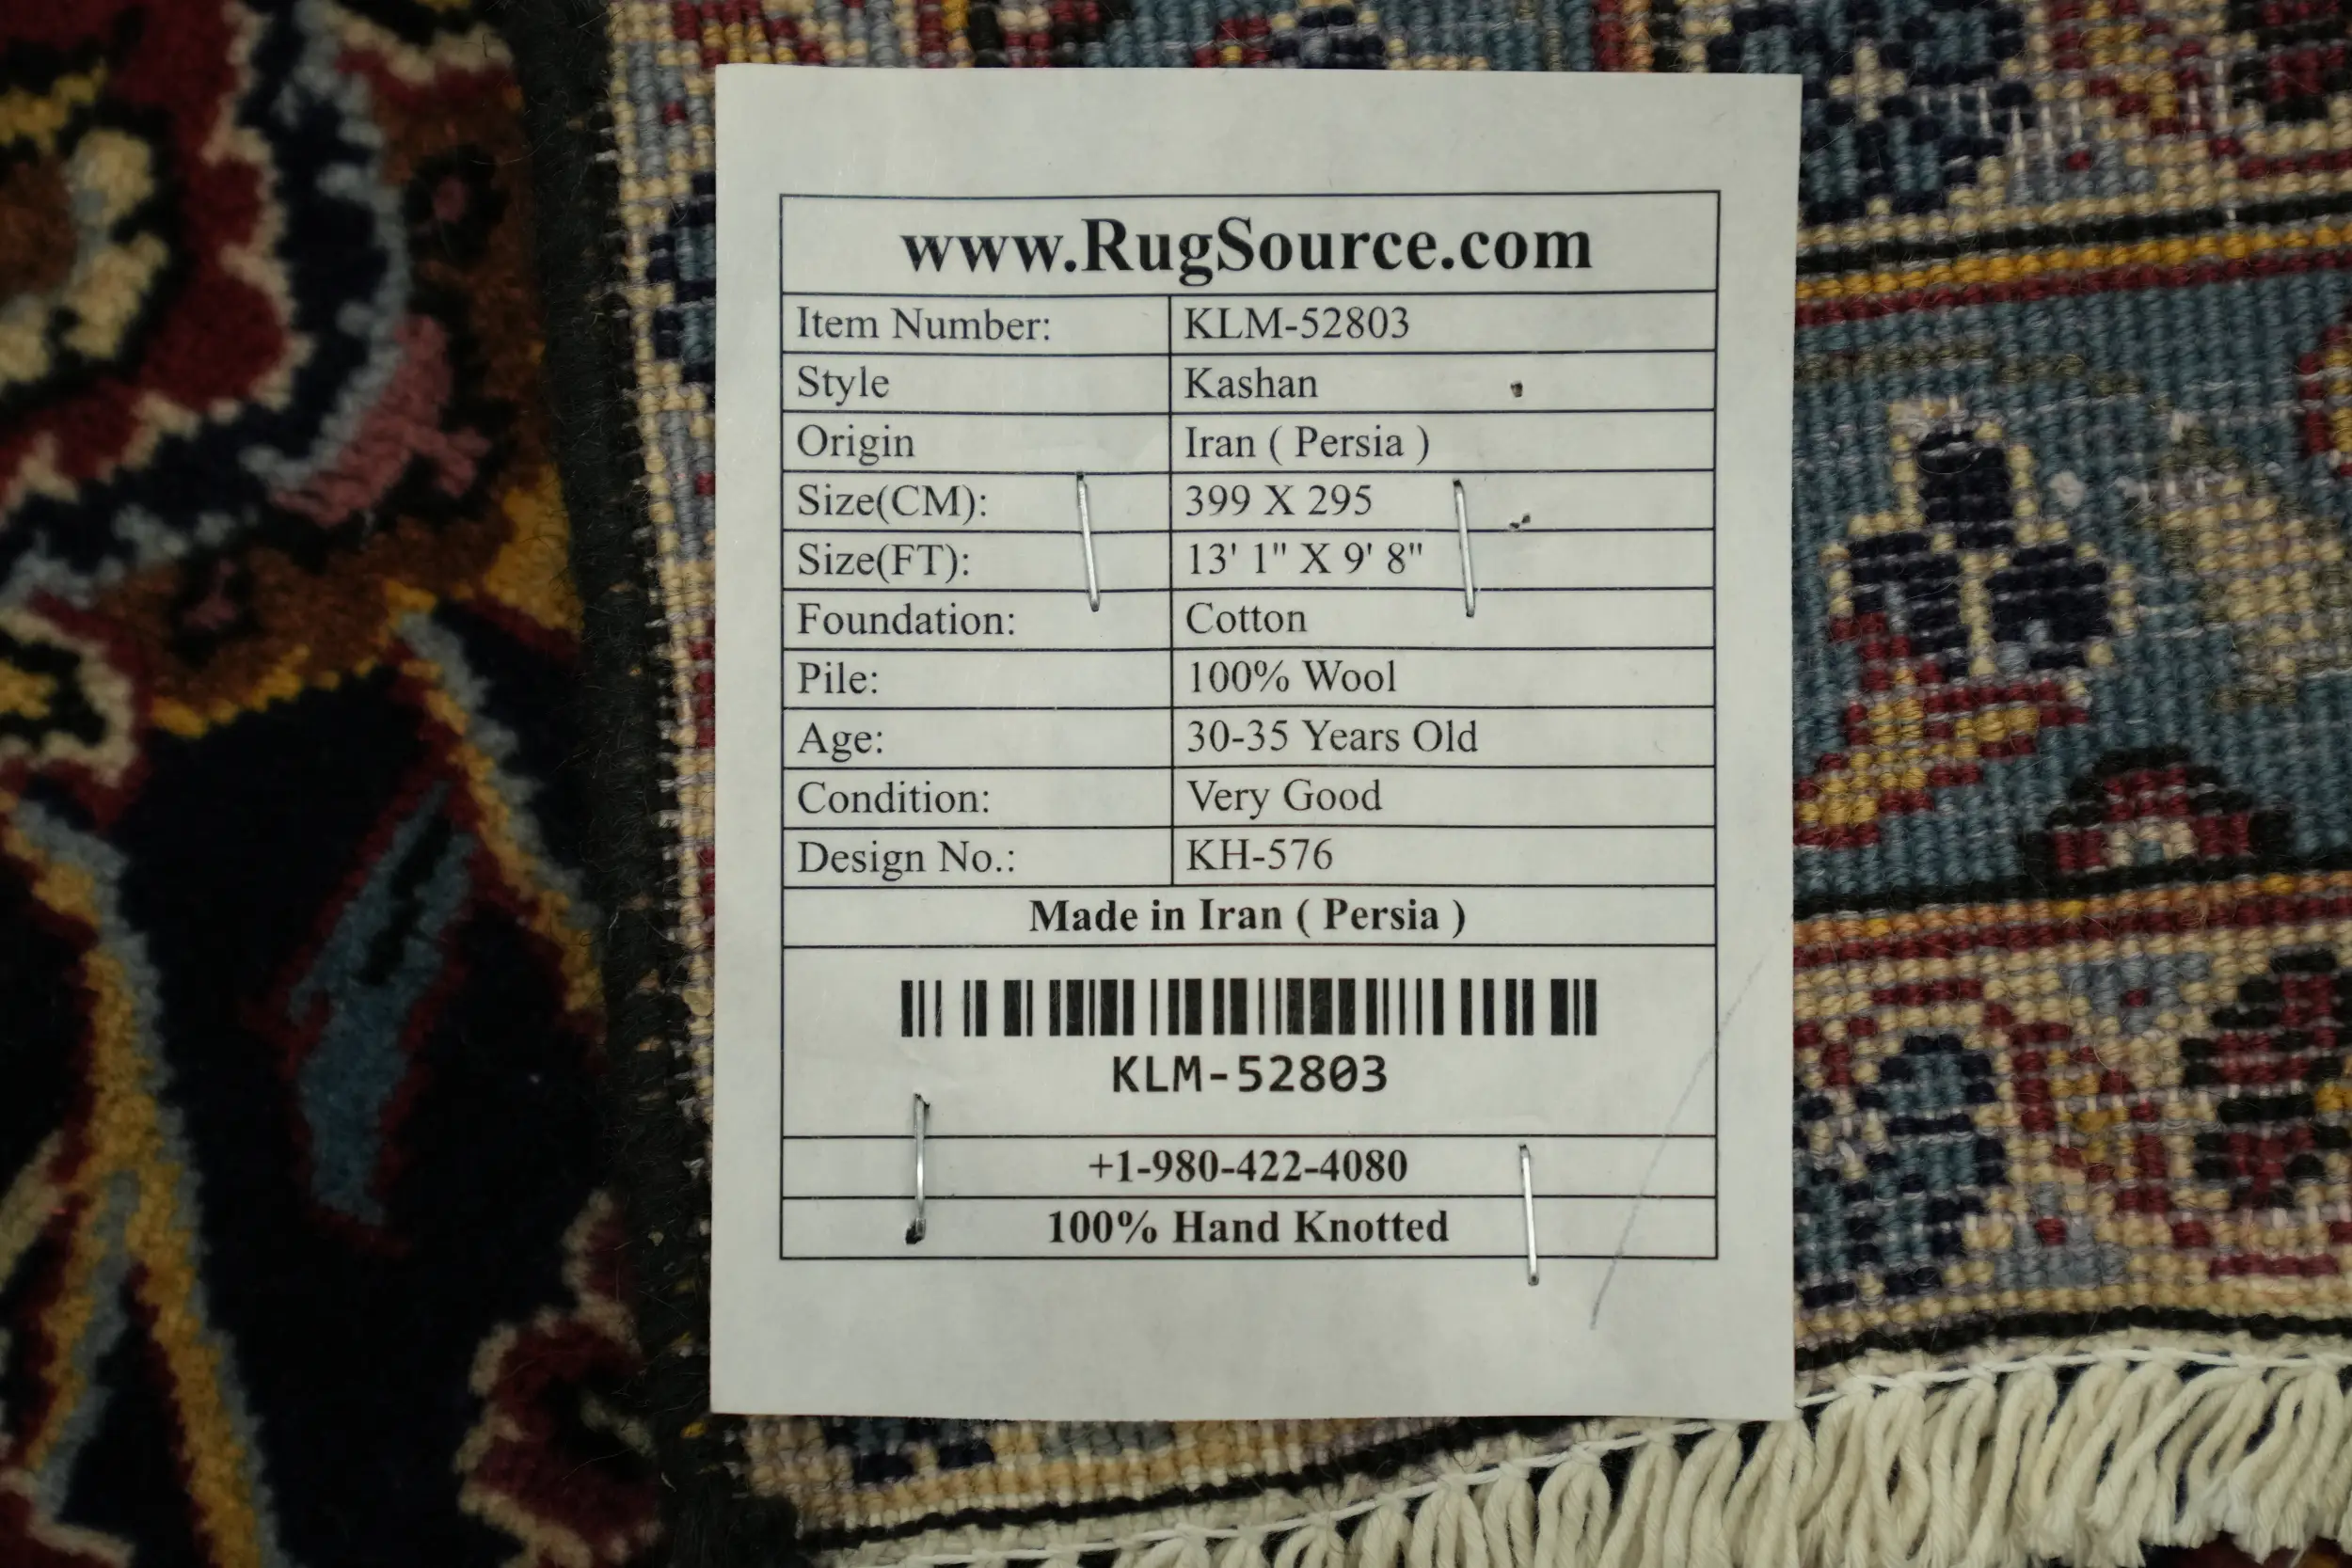 www.RugSource.com
Item Number: KLM-52803
Style Kashan
Origin Iran ( Persia )
Size(CM): 399 X 295
Size(FT): 13' 1" X 9' 8"
Foundation: Cotton
Pile: 100% Wool
Age: 30-35 Years Old
Condition: Very Good
Design No.: KH-576
Made in Iran ( Persia )
KLM-52803
+1-980-422-4080
100% Hand Knotted